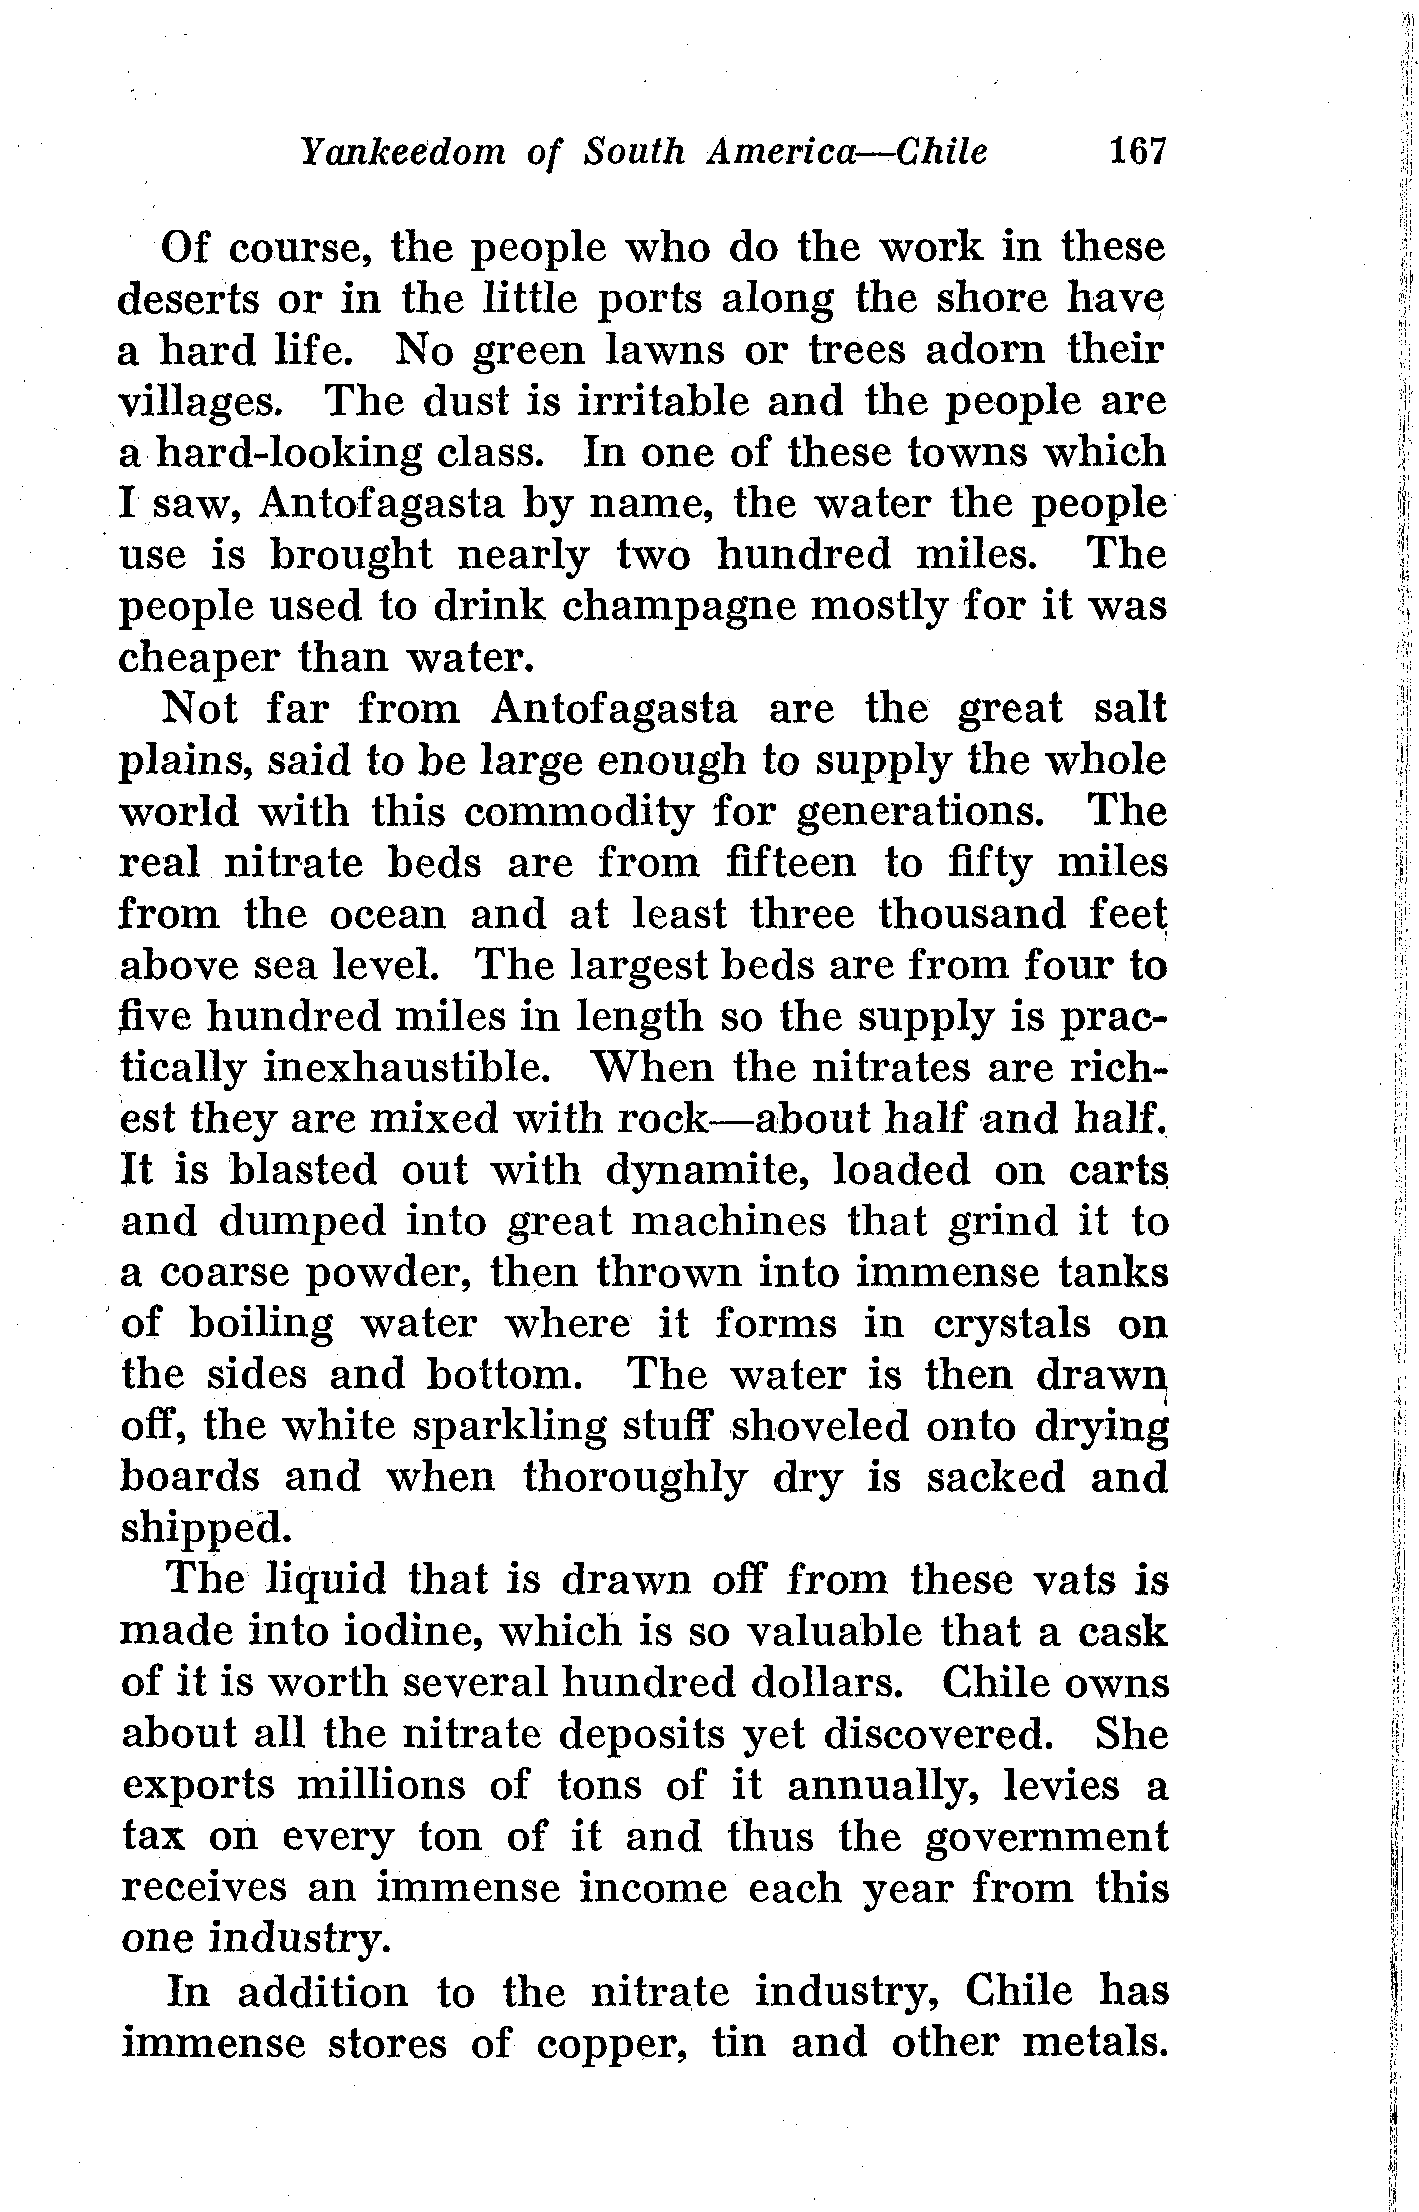 Yankeedom of South America—Chile 167
Of course, the people who do the work in these
deserts or in the little ports along the shore have
a hard life. No green lawns or trees adorn their
villages. The dust is irritable and the people are
a hard-looking class. In one of these towns which
I saw, Antofagasta by name, the water the people
use is brought nearly two hundred miles. The
people used to drink champagne mostly for it was
cheaper than water.
Not far from Antofagasta are the great salt
plains, said to be large enough to supply the whole
world with this commodity for generations. The
real nitrate beds are from fifteen to fifty miles
from the ocean and at least three thousand feet
above sea level. The largest beds are from four to
five hundred miles in length so the supply is prac-
tically inexhaustible. When the nitrates are rich-
est they are mixed with rock—about half and half.
It is blasted out with dynamite, loaded on carts
and dumped into great machines that grind it to
a coarse powder, then thrown into immense tanks
of boiling water where it forms in crystals on
the sides and bottom. The water is then drawn
off, the white sparkling stuff shoveled onto drying
boards and when thoroughly dry is sacked and
shipped.
The liquid that is drawn off from these vats is
made into iodine, which is so valuable that a cask
of it is worth several hundred dollars. Chile owns
about all the nitrate deposits yet discovered. She
exports millions of tons of it annually, levies a
tax on every ton of it and thus the government
receives an immense income each year from this
one industry.
In addition to the nitrate industry, Chile has
immense stores of copper, tin and other metals.